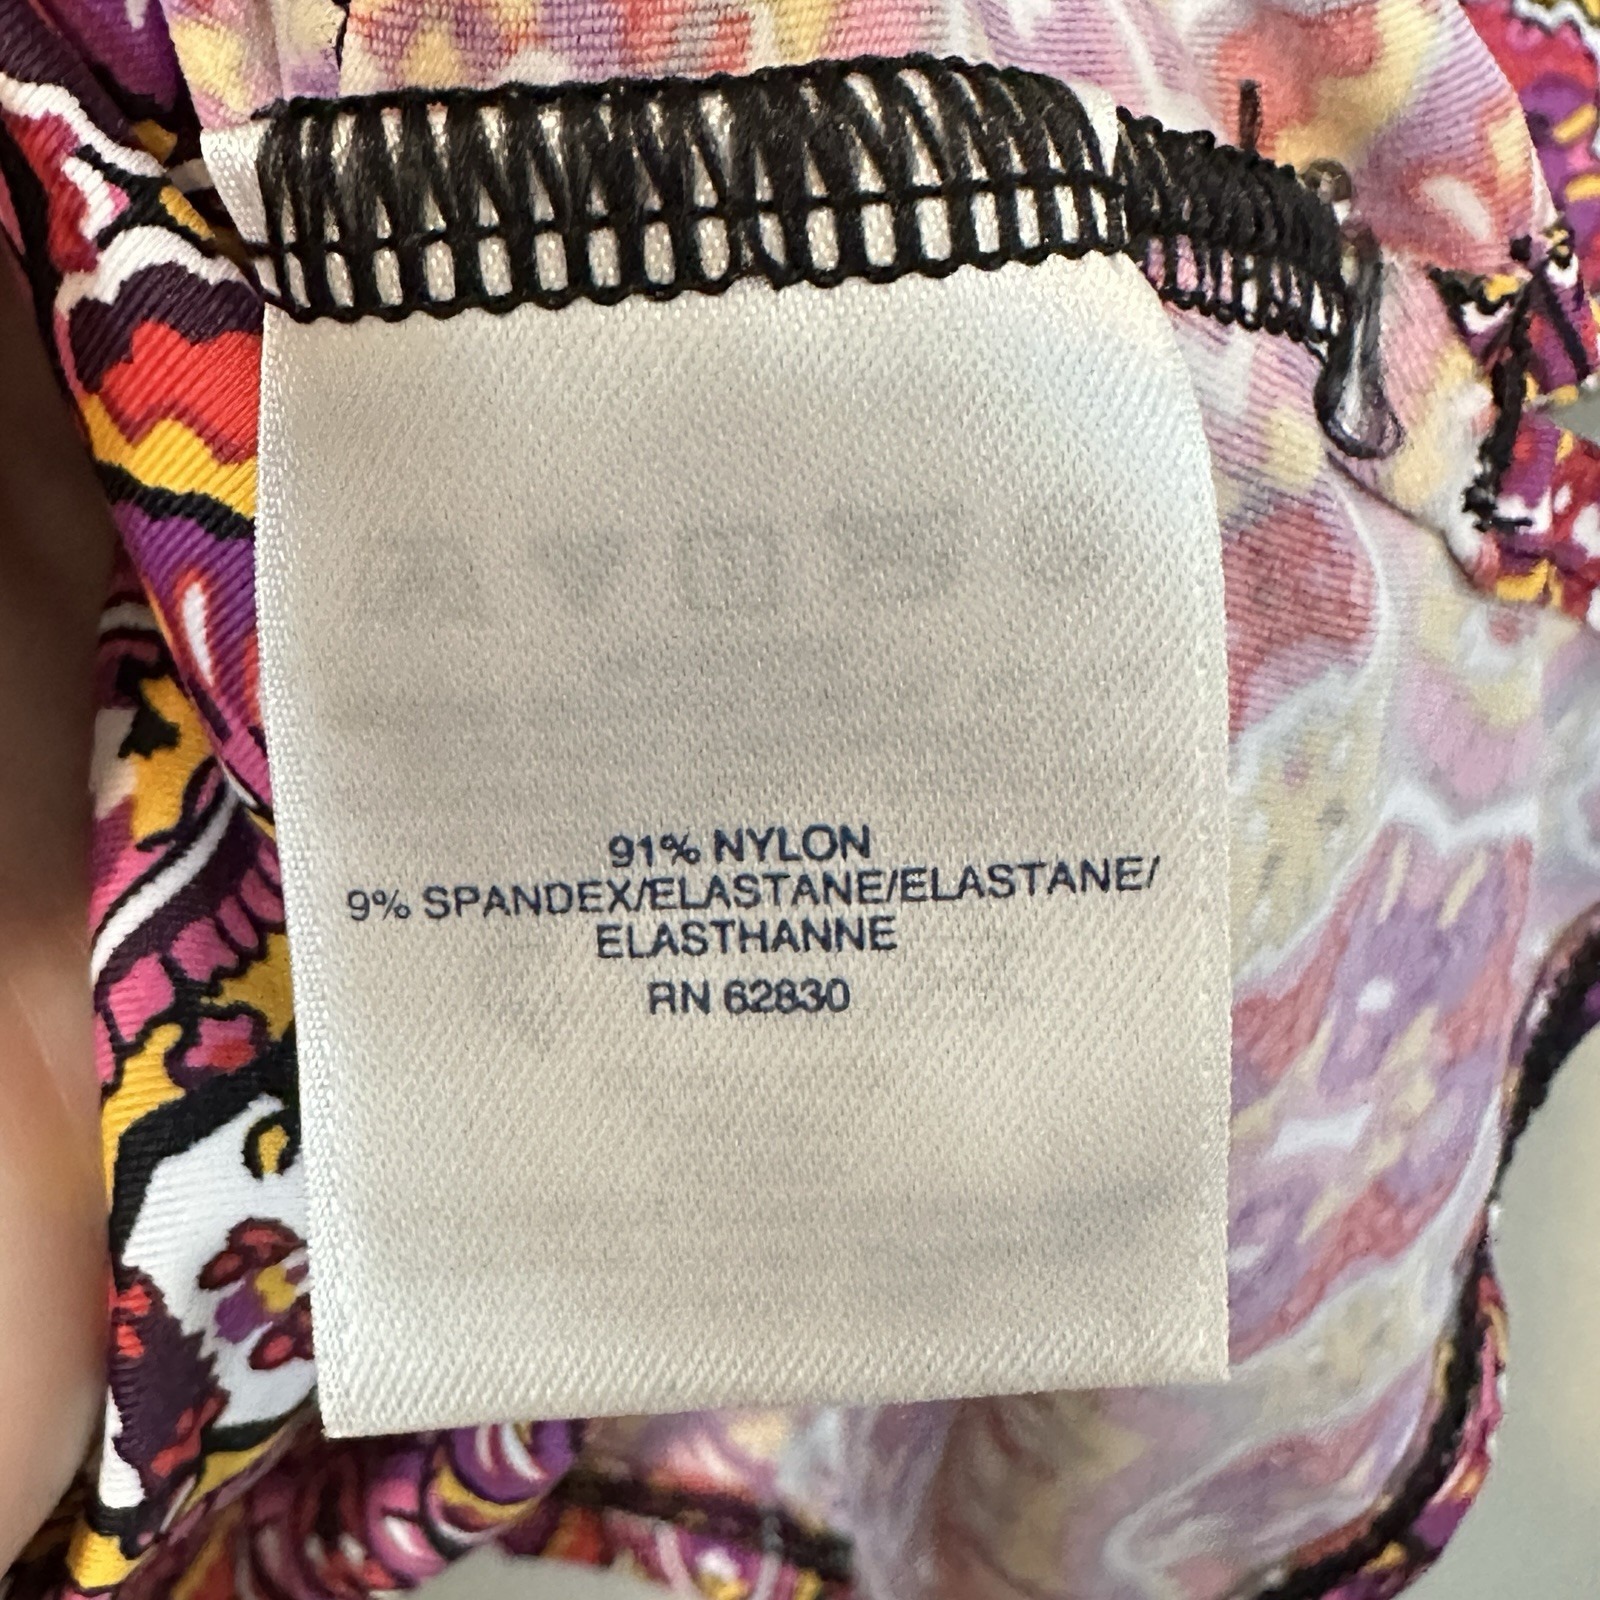 91% NYLON
9% SPANDEX/ELASTANE/ELASTANE/
ELASTHANNE
RN 62830